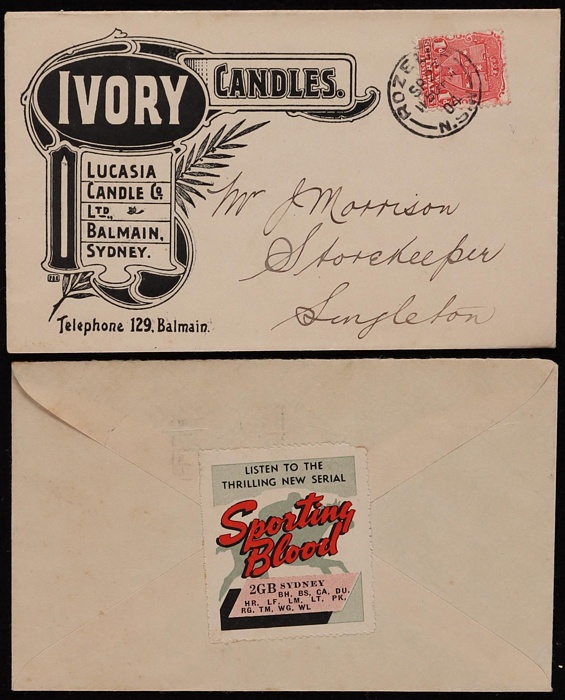 IVORY CANDLES.
LUCASIA
CANDLE Co.
LTD.,
BALMAIN,
SYDNEY.
Telephone 129, Balmain.
Mr J Morrison
Storekeeper
Singleton
ROZELLE
N.S.W
04
LISTEN TO THE
THRILLING NEW SERIAL
Sporting
Blood
2GB SYDNEY
BH, BS, CA, DU.
HR, LF, LM, LT, PK.
RG, TM, WG, WL